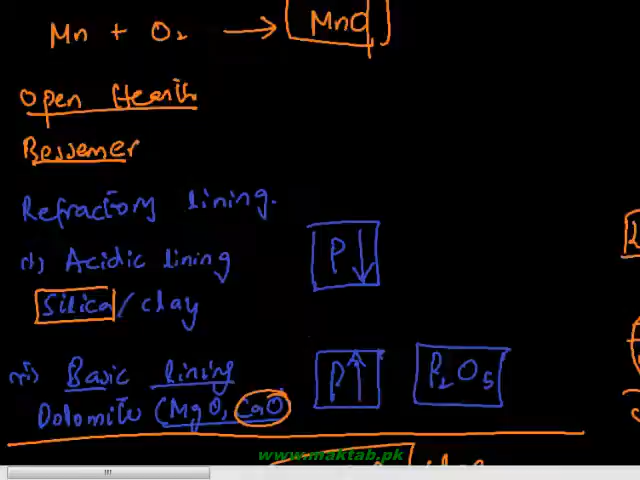 Mn + O₂ → MnO
Open Hearth
Bessemer
Refractory lining.
i) Acidic lining P↓
Silica/clay
ii) Basic lining P↑ P₂O₅
Dolomite (MgO, CaO)
www.maktab.pk